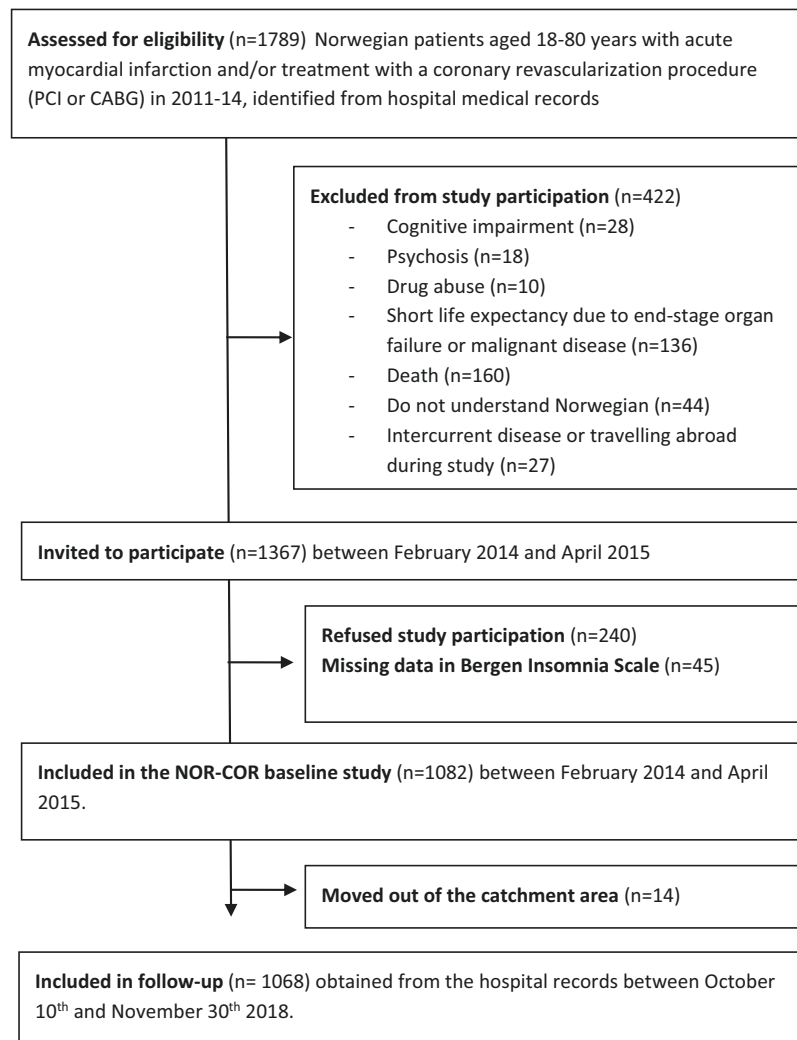 Assessed for eligibility (n=1789) Norwegian patients aged 18-80 years with acute
myocardial infarction and/or treatment with a coronary revascularization procedure
(PCI or CABG) in 2011-14, identified from hospital medical records
Excluded from study participation (n=422)
- Cognitive impairment (n=28)
- Psychosis (n=18)
- Drug abuse (n=10)
- Short life expectancy due to end-stage organ
failure or malignant disease (n=136)
- Death (n=160)
- Do not understand Norwegian (n=44)
- Intercurrent disease or travelling abroad
during study (n=27)
Invited to participate (n=1367) between February 2014 and April 2015
Refused study participation (n=240)
Missing data in Bergen Insomnia Scale (n=45)
Included in the NOR-COR baseline study (n=1082) between February 2014 and April
2015.
Moved out of the catchment area (n=14)
Included in follow-up (n= 1068) obtained from the hospital records between October
10th and November 30th 2018.